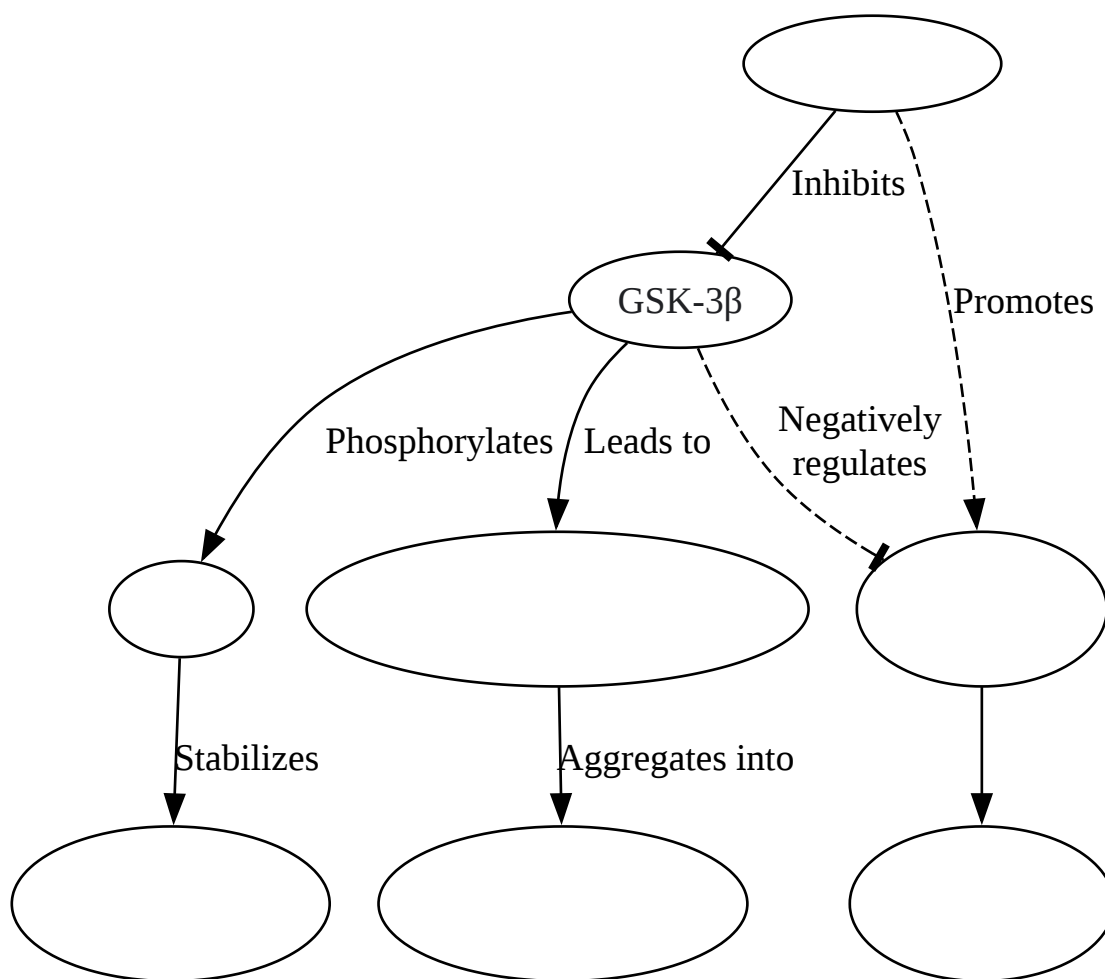 Inhibits
GSK-3β
Promotes
Negatively
regulates
Phosphorylates
Leads to
Stabilizes
Aggregates into